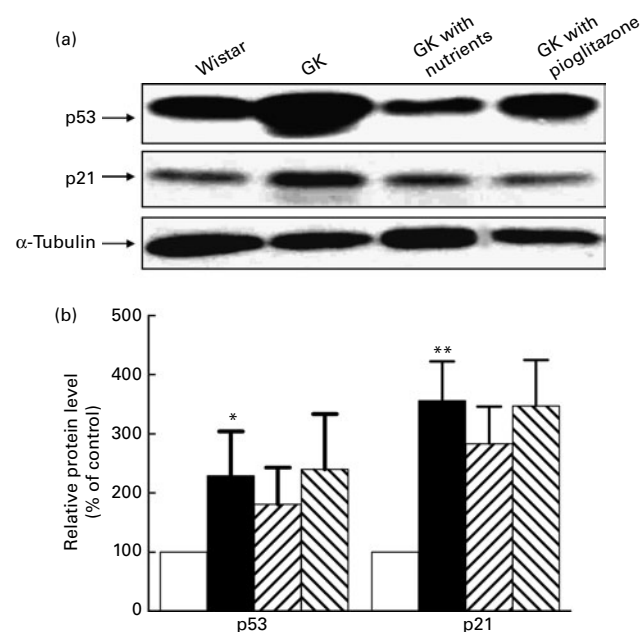 (a)
Wistar
GK
GK with
nutrients
GK with
pioglitazone
p53
p21
α-Tubulin
(b)
Relative protein level
(% of control)
500
400
300
200
100
0
*
**
p53
p21